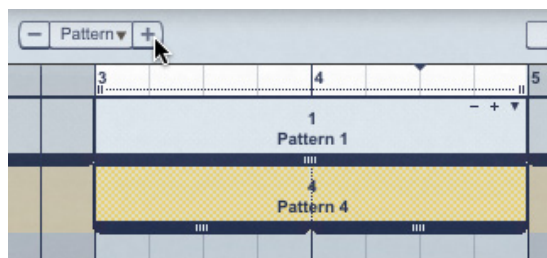 − Pattern ▾ +
3 4 5
− + ▼
1
Pattern 1
4
Pattern 4